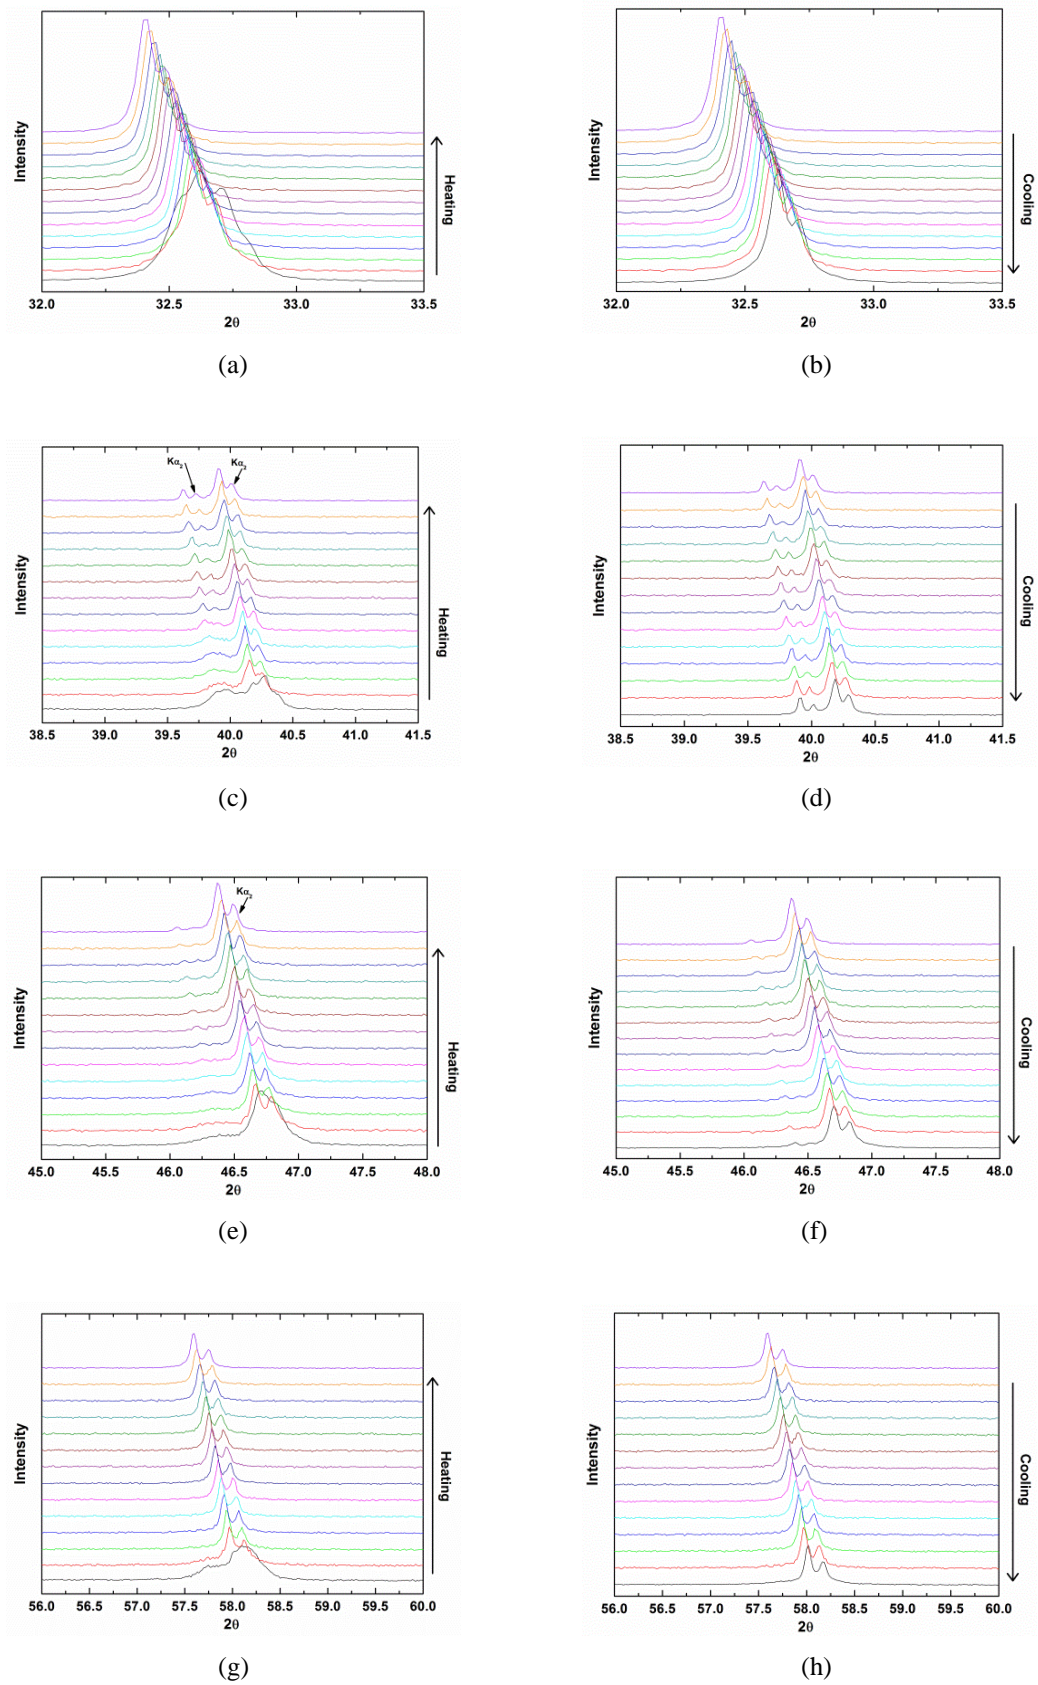 Intensity
Heating
32.0 32.5 33.0 33.5
2θ
(a)
Intensity
Cooling
32.0 32.5 33.0 33.5
2θ
(b)
Kα2 Kα2
Intensity
Heating
38.5 39.0 39.5 40.0 40.5 41.0 41.5
2θ
(c)
Intensity
Cooling
38.5 39.0 39.5 40.0 40.5 41.0 41.5
2θ
(d)
Kα2
Intensity
Heating
45.0 45.5 46.0 46.5 47.0 47.5 48.0
2θ
(e)
Intensity
Cooling
45.0 45.5 46.0 46.5 47.0 47.5 48.0
2θ
(f)
Intensity
Heating
56.0 56.5 57.0 57.5 58.0 58.5 59.0 59.5 60.0
2θ
(g)
Intensity
Cooling
56.0 56.5 57.0 57.5 58.0 58.5 59.0 59.5 60.0
2θ
(h)